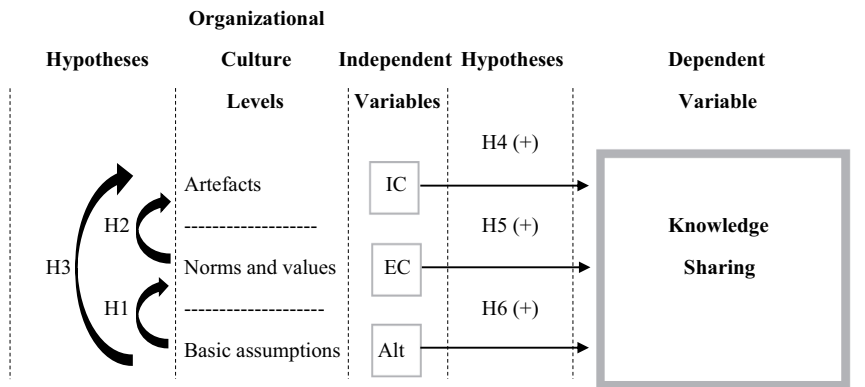 Organizational
Hypotheses Culture Independent Hypotheses Dependent
Levels Variables Variable
H4 (+)
Artefacts IC
H2 H5 (+) Knowledge
H3 Norms and values EC Sharing
H1 H6 (+)
Basic assumptions Alt